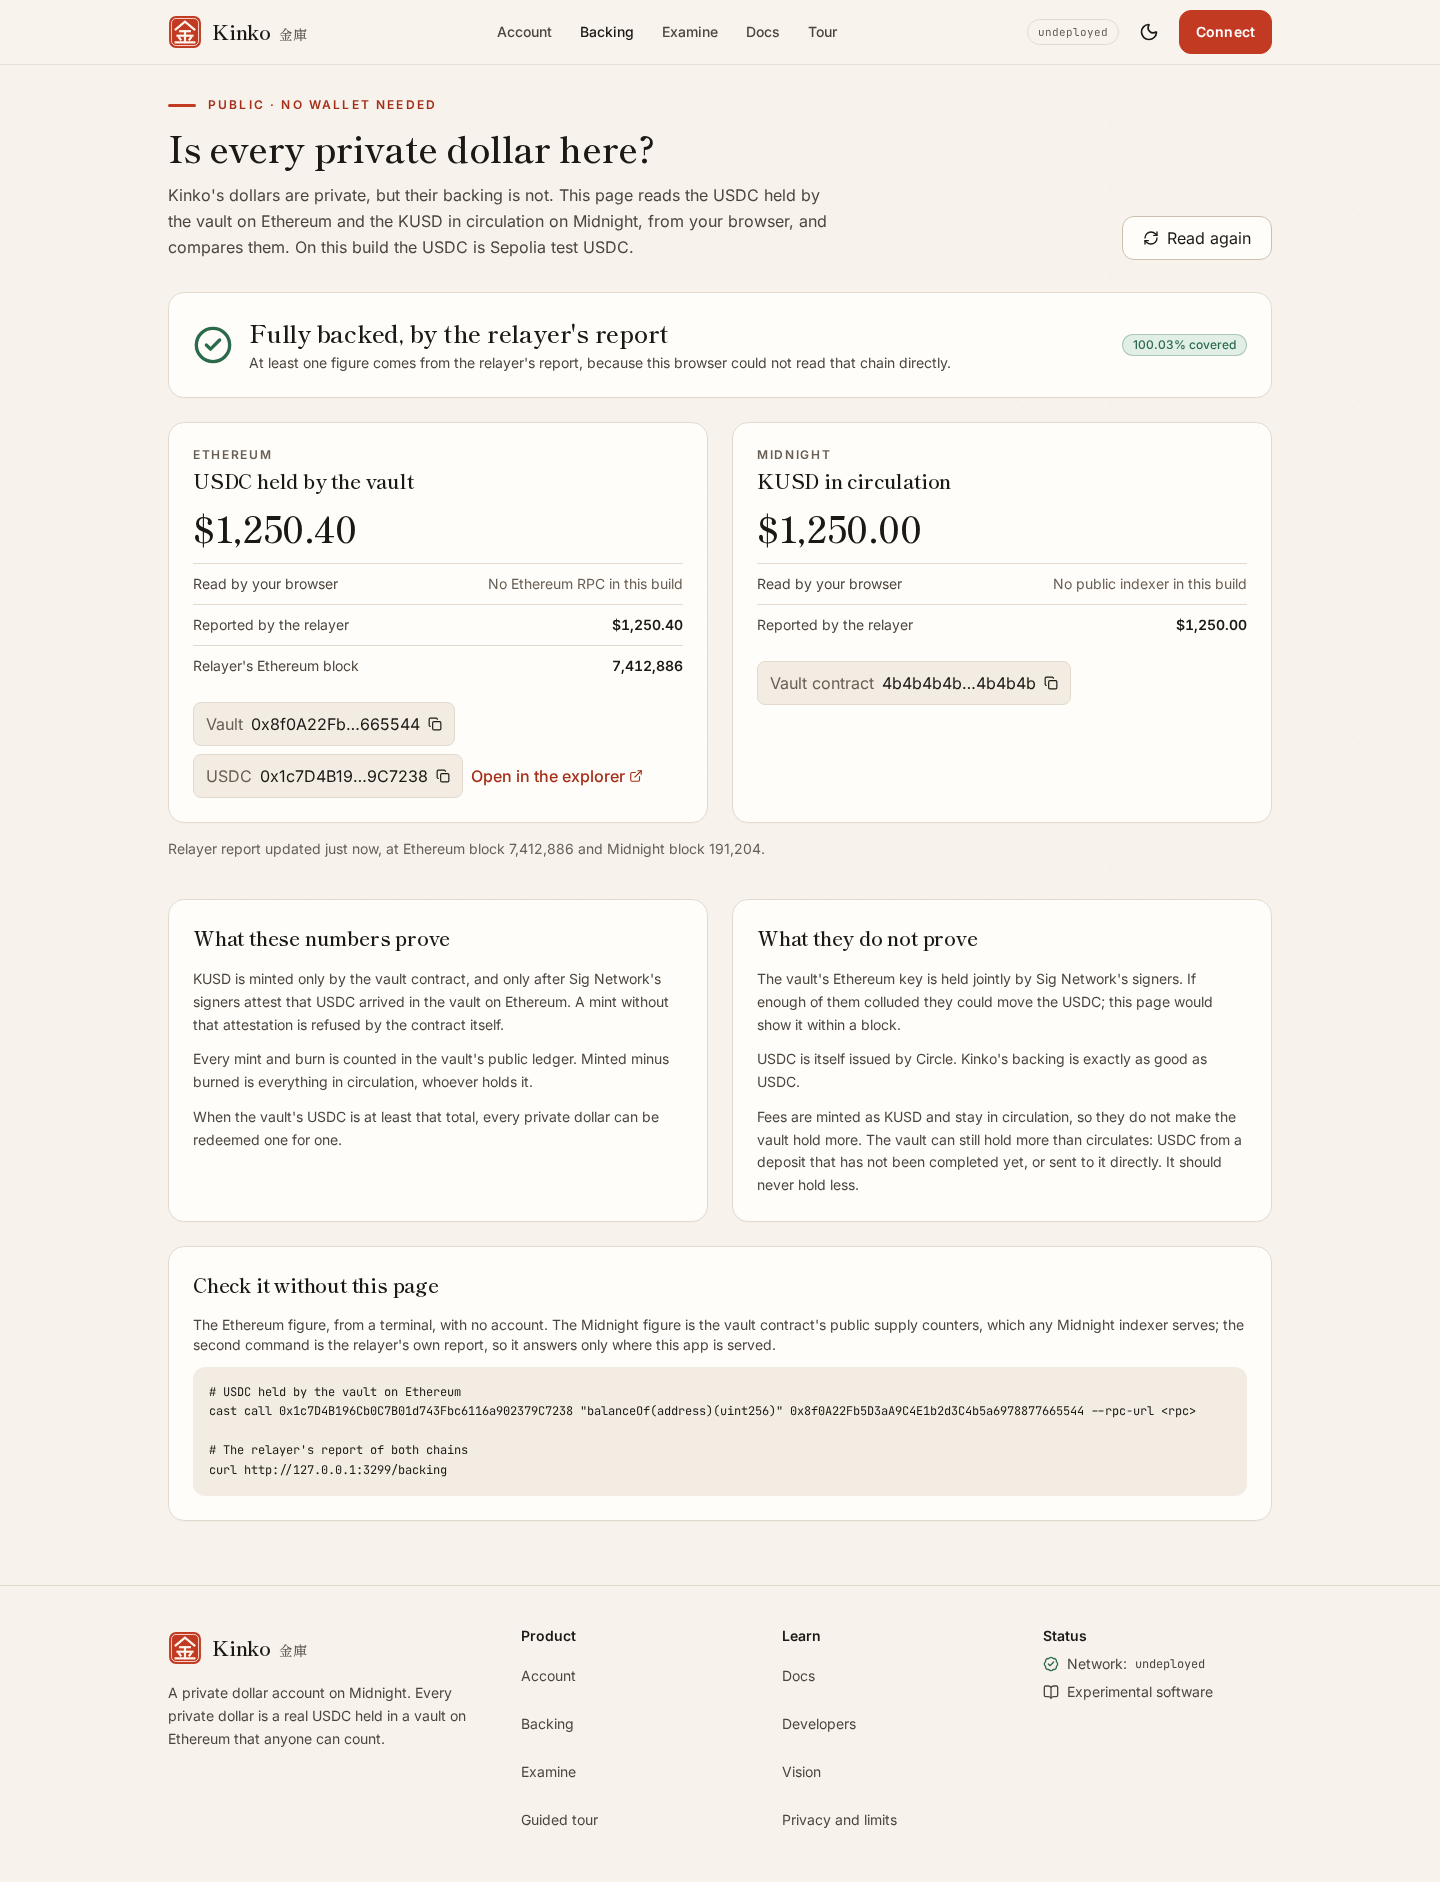 金 Kinko 金庫
Account Backing Examine Docs Tour
undeployed
Connect
PUBLIC · NO WALLET NEEDED
Is every private dollar here?
Kinko's dollars are private, but their backing is not. This page reads the USDC held by
the vault on Ethereum and the KUSD in circulation on Midnight, from your browser, and
compares them. On this build the USDC is Sepolia test USDC.
Read again
Fully backed, by the relayer's report
At least one figure comes from the relayer's report, because this browser could not read that chain directly.
100.03% covered
ETHEREUM
USDC held by the vault
$1,250.40
Read by your browser No Ethereum RPC in this build
Reported by the relayer $1,250.40
Relayer's Ethereum block 7,412,886
Vault 0x8f0A22Fb…665544
USDC 0x1c7D4B19…9C7238 Open in the explorer
MIDNIGHT
KUSD in circulation
$1,250.00
Read by your browser No public indexer in this build
Reported by the relayer $1,250.00
Vault contract 4b4b4b4b…4b4b4b
Relayer report updated just now, at Ethereum block 7,412,886 and Midnight block 191,204.
What these numbers prove
KUSD is minted only by the vault contract, and only after Sig Network's
signers attest that USDC arrived in the vault on Ethereum. A mint without
that attestation is refused by the contract itself.
Every mint and burn is counted in the vault's public ledger. Minted minus
burned is everything in circulation, whoever holds it.
When the vault's USDC is at least that total, every private dollar can be
redeemed one for one.
What they do not prove
The vault's Ethereum key is held jointly by Sig Network's signers. If
enough of them colluded they could move the USDC; this page would
show it within a block.
USDC is itself issued by Circle. Kinko's backing is exactly as good as
USDC.
Fees are minted as KUSD and stay in circulation, so they do not make the
vault hold more. The vault can still hold more than circulates: USDC from a
deposit that has not been completed yet, or sent to it directly. It should
never hold less.
Check it without this page
The Ethereum figure, from a terminal, with no account. The Midnight figure is the vault contract's public supply counters, which any Midnight indexer serves; the
second command is the relayer's own report, so it answers only where this app is served.
# USDC held by the vault on Ethereum
cast call 0x1c7D4B196Cb0C7B01d743Fbc6116a902379C7238 "balanceOf(address)(uint256)" 0x8f0A22Fb5D3aA9C4E1b2d3C4b5a6978877665544 --rpc-url <rpc>
# The relayer's report of both chains
curl http://127.0.0.1:3299/backing
金 Kinko 金庫
A private dollar account on Midnight. Every
private dollar is a real USDC held in a vault on
Ethereum that anyone can count.
Product
Account
Backing
Examine
Guided tour
Learn
Docs
Developers
Vision
Privacy and limits
Status
Network: undeployed
Experimental software